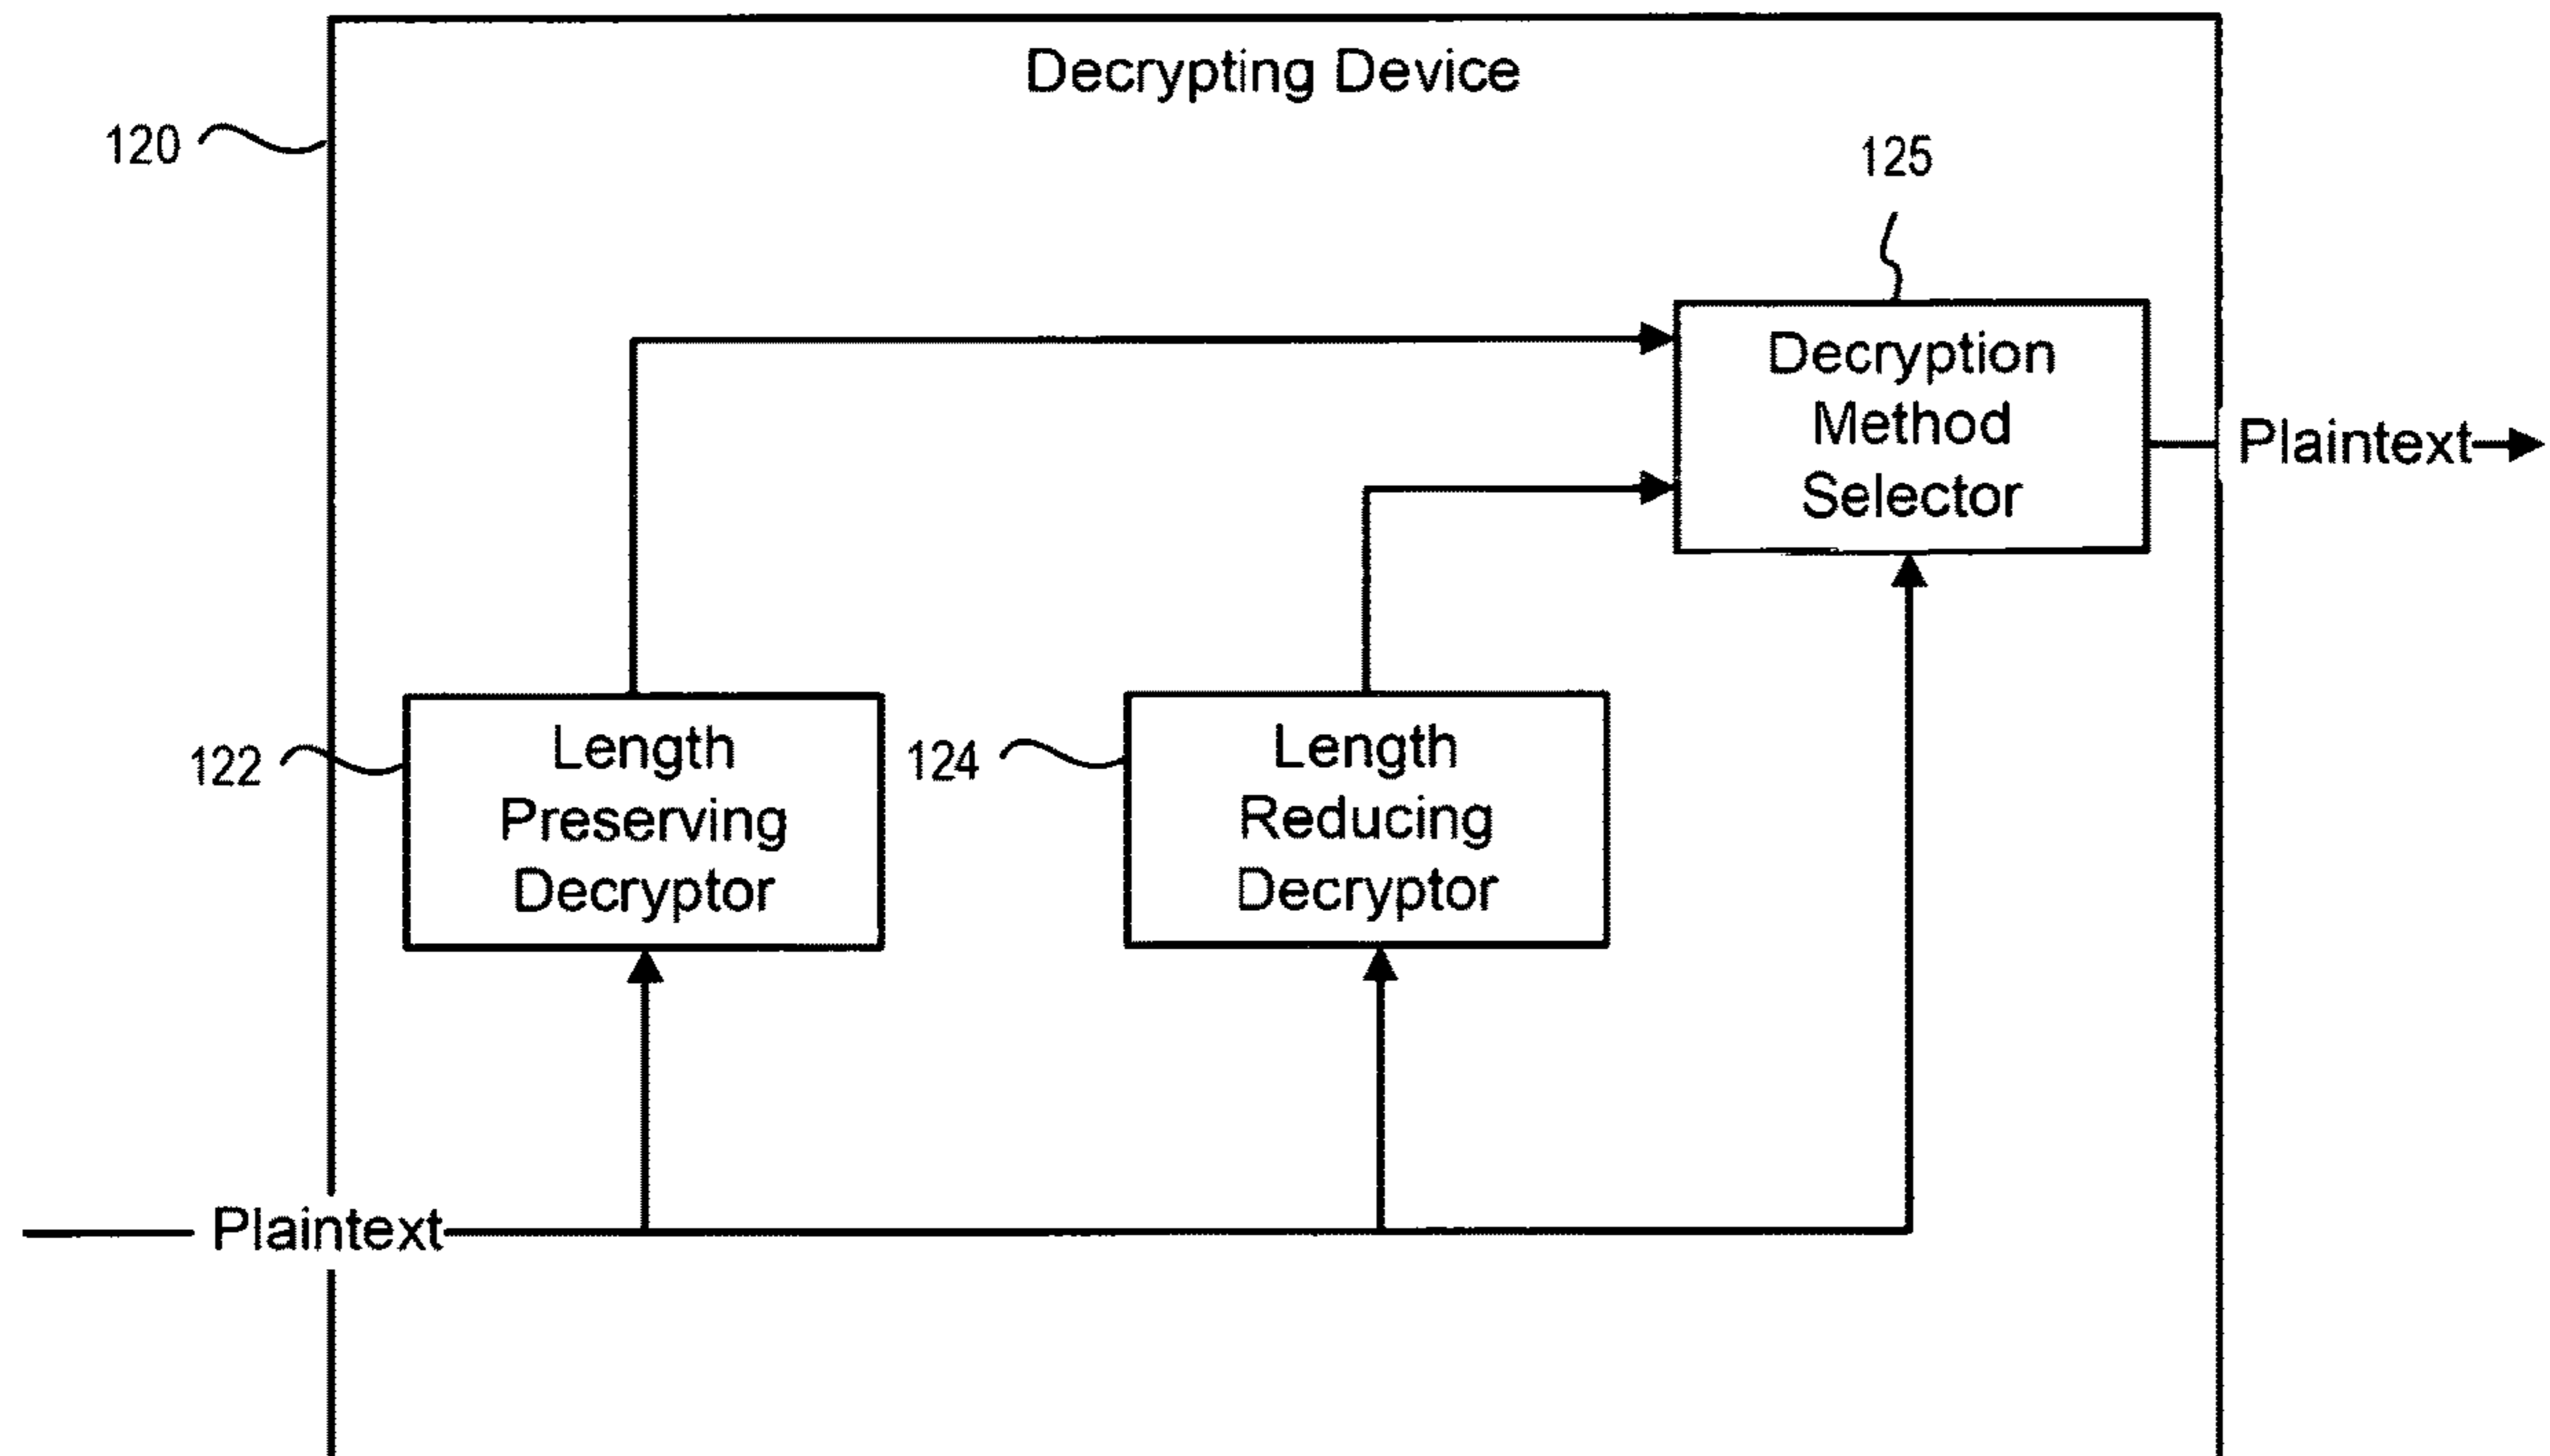 Decrypting Device
120
125
Decryption
Method
Selector
Plaintext
122
Length
Preserving
Decryptor
124
Length
Reducing
Decryptor
Plaintext